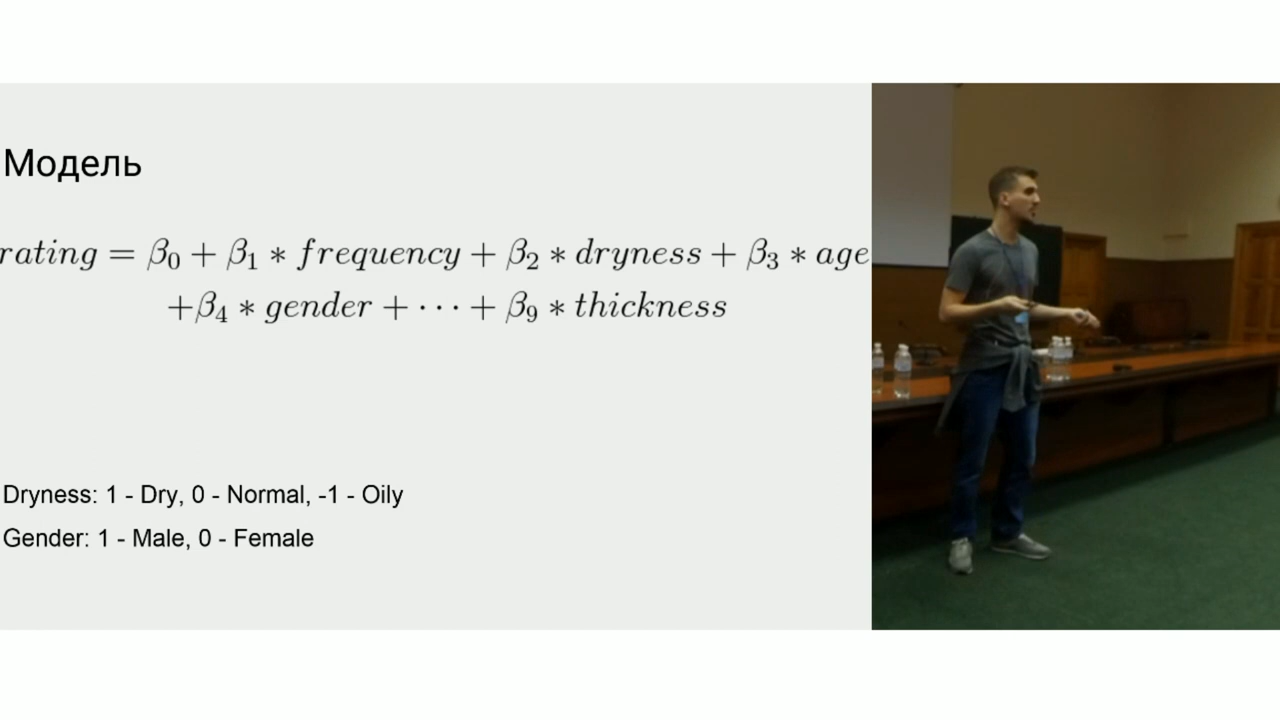 Модель
rating = β₀ + β₁ * frequency + β₂ * dryness + β₃ * age
+β₄ * gender + ⋯ + β₉ * thickness
Dryness: 1 - Dry, 0 - Normal, -1 - Oily
Gender: 1 - Male, 0 - Female